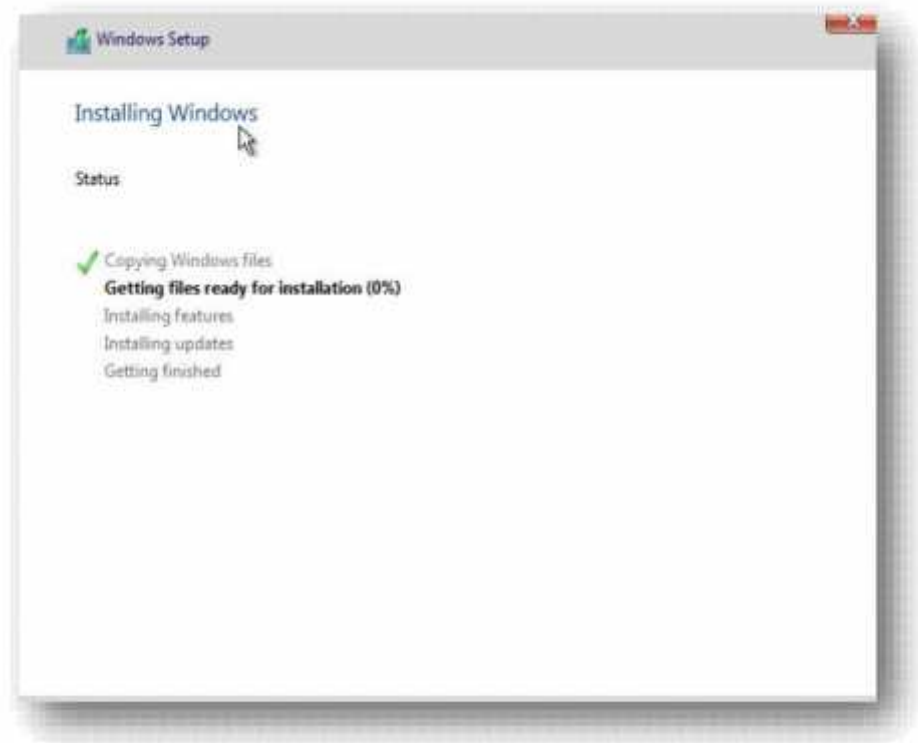 Windows Setup
Installing Windows
Status
Copying Windows files
Getting files ready for installation (0%)
Installing features
Installing updates
Getting finished